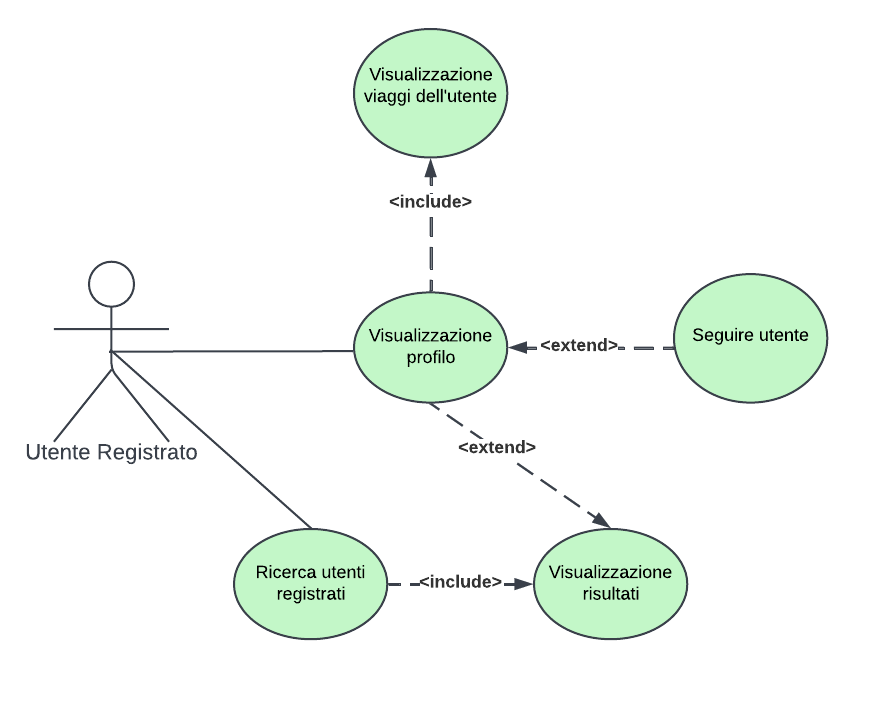 Visualizzazione
viaggi dell'utente
<include>
Visualizzazione
profilo
<extend>
Seguire utente
Utente Registrato
<extend>
Ricerca utenti
registrati
<include>
Visualizzazione
risultati